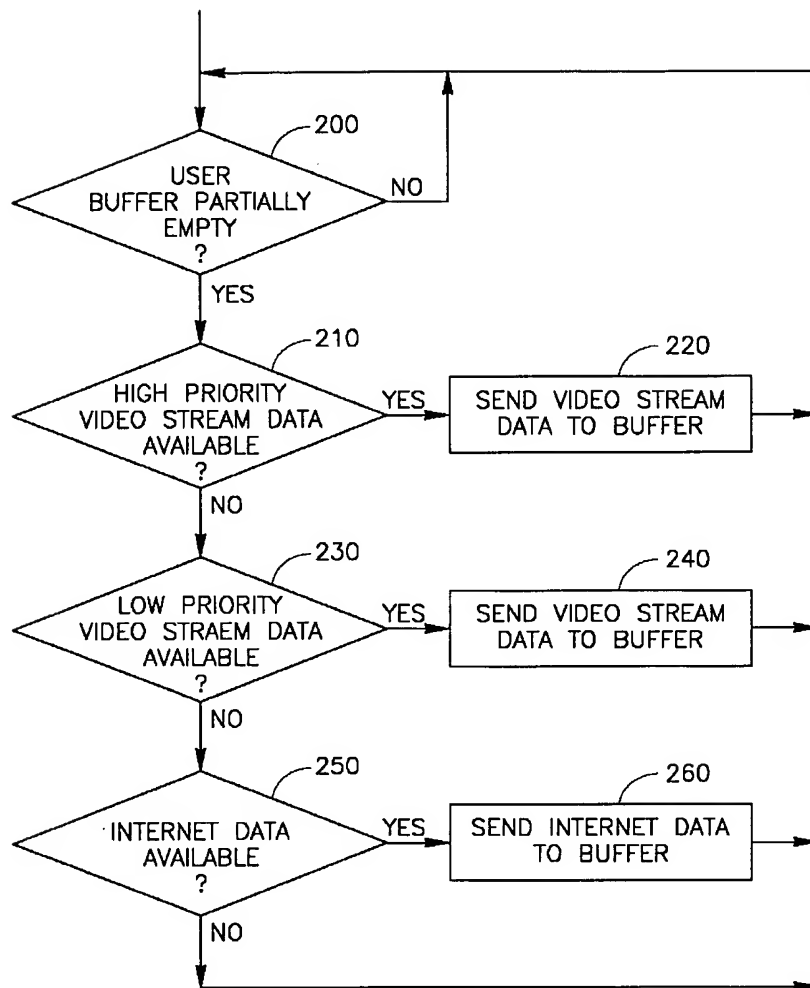 200
USER
BUFFER PARTIALLY
EMPTY
?
NO
YES
210
HIGH PRIORITY
VIDEO STREAM DATA
AVAILABLE
?
YES
220
SEND VIDEO STREAM
DATA TO BUFFER
NO
230
LOW PRIORITY
VIDEO STRAEM DATA
AVAILABLE
?
YES
240
SEND VIDEO STREAM
DATA TO BUFFER
NO
250
INTERNET DATA
AVAILABLE
?
YES
260
SEND INTERNET DATA
TO BUFFER
NO